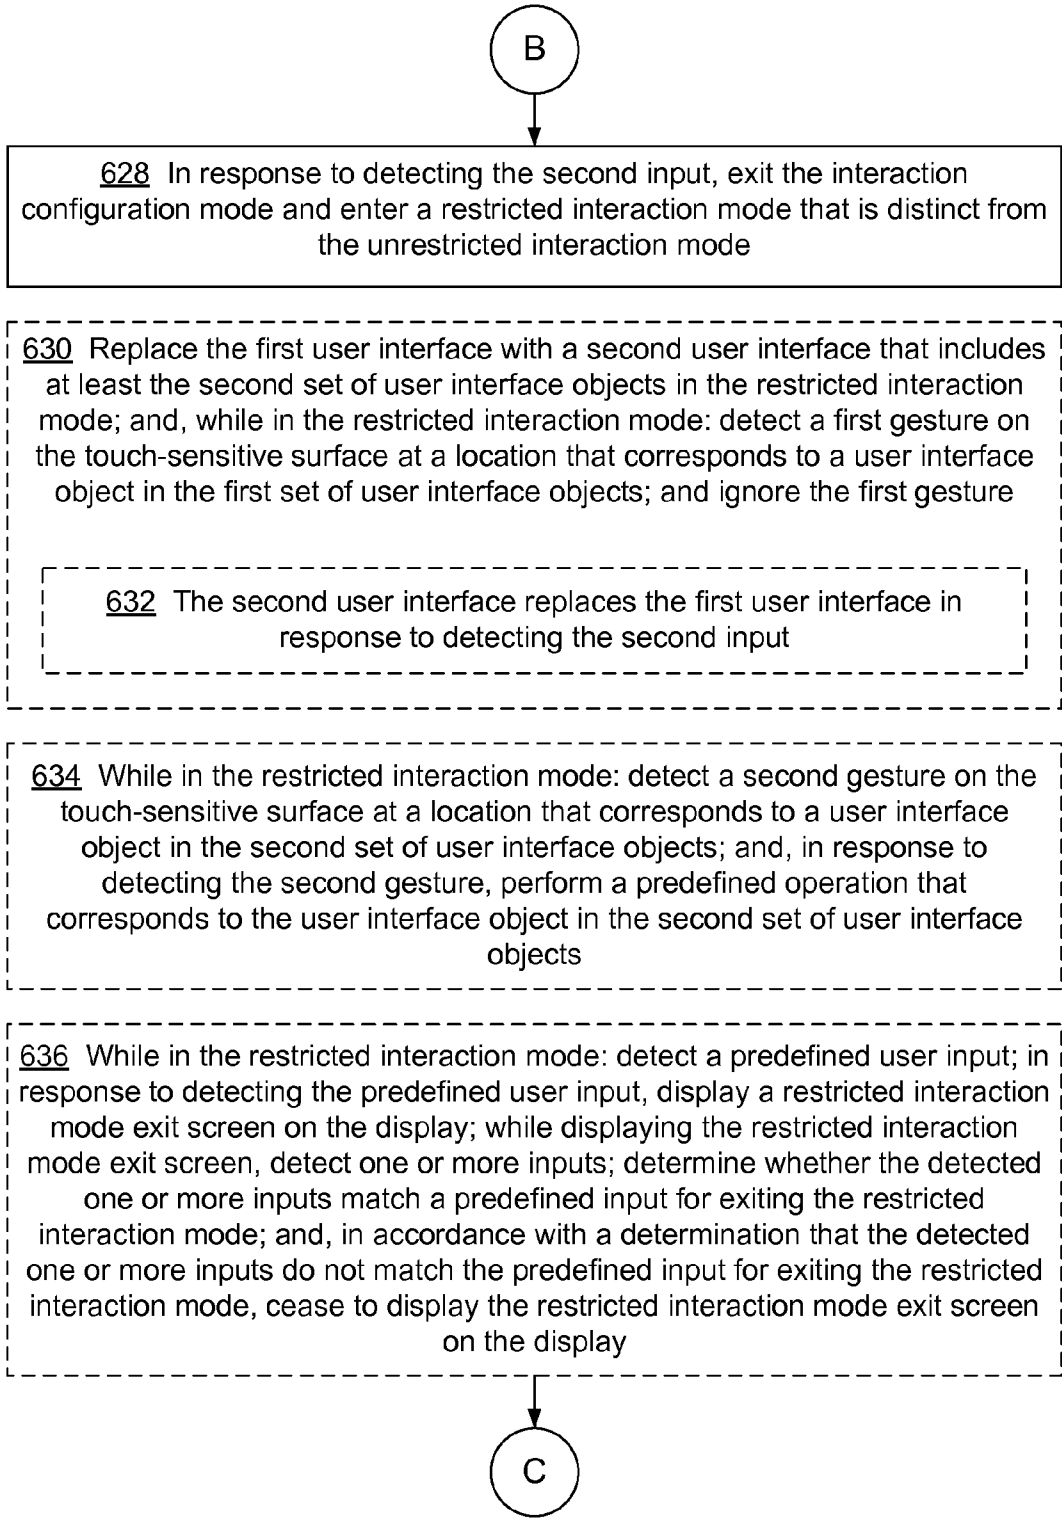 B
628 In response to detecting the second input, exit the interaction
configuration mode and enter a restricted interaction mode that is distinct from
the unrestricted interaction mode
630 Replace the first user interface with a second user interface that includes
at least the second set of user interface objects in the restricted interaction
mode; and, while in the restricted interaction mode: detect a first gesture on
the touch-sensitive surface at a location that corresponds to a user interface
object in the first set of user interface objects; and ignore the first gesture
632 The second user interface replaces the first user interface in
response to detecting the second input
634 While in the restricted interaction mode: detect a second gesture on the
touch-sensitive surface at a location that corresponds to a user interface
object in the second set of user interface objects; and, in response to
detecting the second gesture, perform a predefined operation that
corresponds to the user interface object in the second set of user interface
objects
636 While in the restricted interaction mode: detect a predefined user input; in
response to detecting the predefined user input, display a restricted interaction
mode exit screen on the display; while displaying the restricted interaction
mode exit screen, detect one or more inputs; determine whether the detected
one or more inputs match a predefined input for exiting the restricted
interaction mode; and, in accordance with a determination that the detected
one or more inputs do not match the predefined input for exiting the restricted
interaction mode, cease to display the restricted interaction mode exit screen
on the display
C